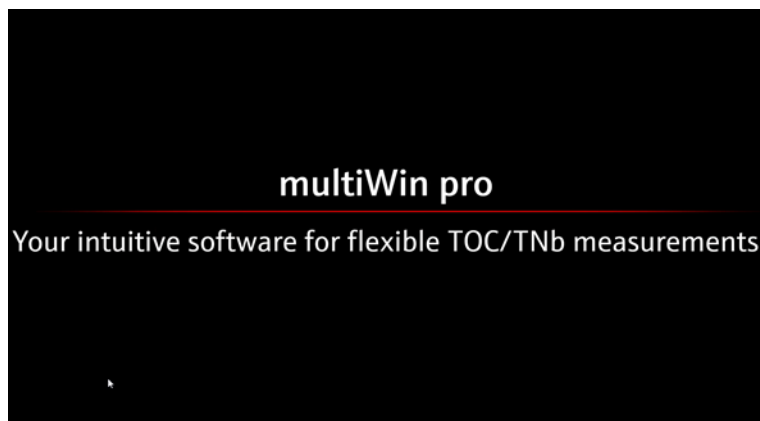 multiWin pro
Your intuitive software for flexible TOC/TNb measurements